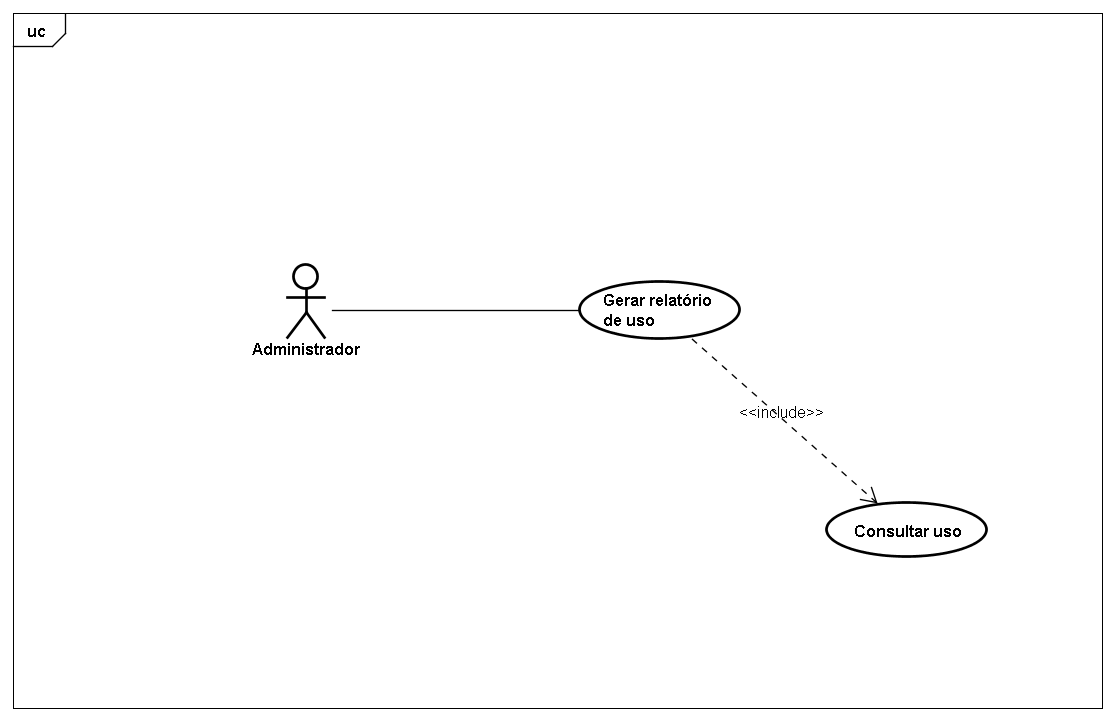 uc
Gerar relatório
de uso
Administrador
<<include>>
Consultar uso